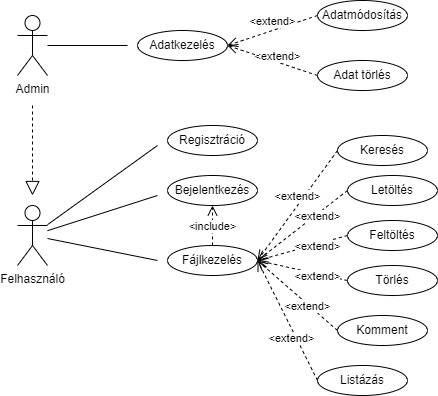 Adatmódosítás
<extend>
Adatkezelés
<extend>
Adat törlés
Admin
Regisztráció
Keresés
Bejelentkezés
<extend>
Letöltés
<extend>
<include>
Feltöltés
<extend>
Fájlkezelés
Felhasználó
<extend>
Törlés
<extend>
Komment
<extend>
Listázás